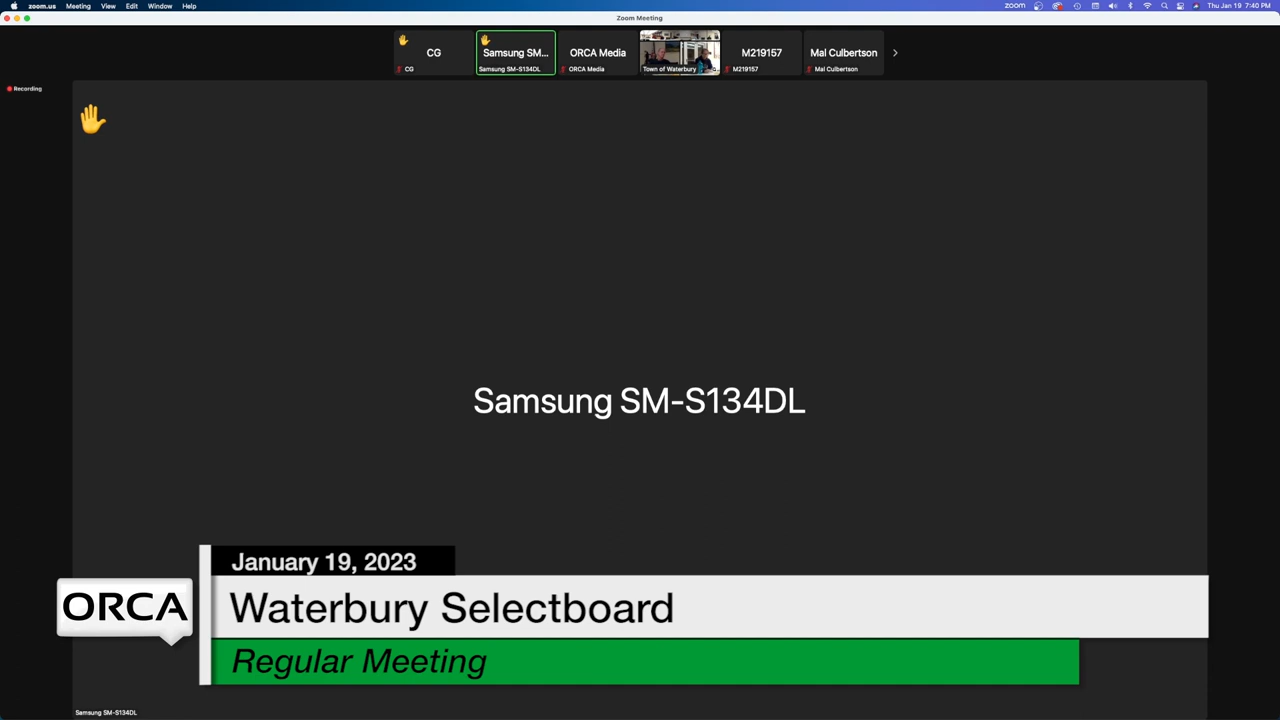 zoom.us Meeting View Edit Window Help
zoom Thu Jan 19 7:40 PM
Zoom Meeting
CG
Samsung SM...
ORCA Media
M219157
Mal Culbertson
CG
Samsung SM-S134DL
ORCA Media
Town of Waterbury
M219157
Mal Culbertson
Recording
Samsung SM-S134DL
January 19, 2023
ORCA
Waterbury Selectboard
Regular Meeting
Samsung SM-S134DL